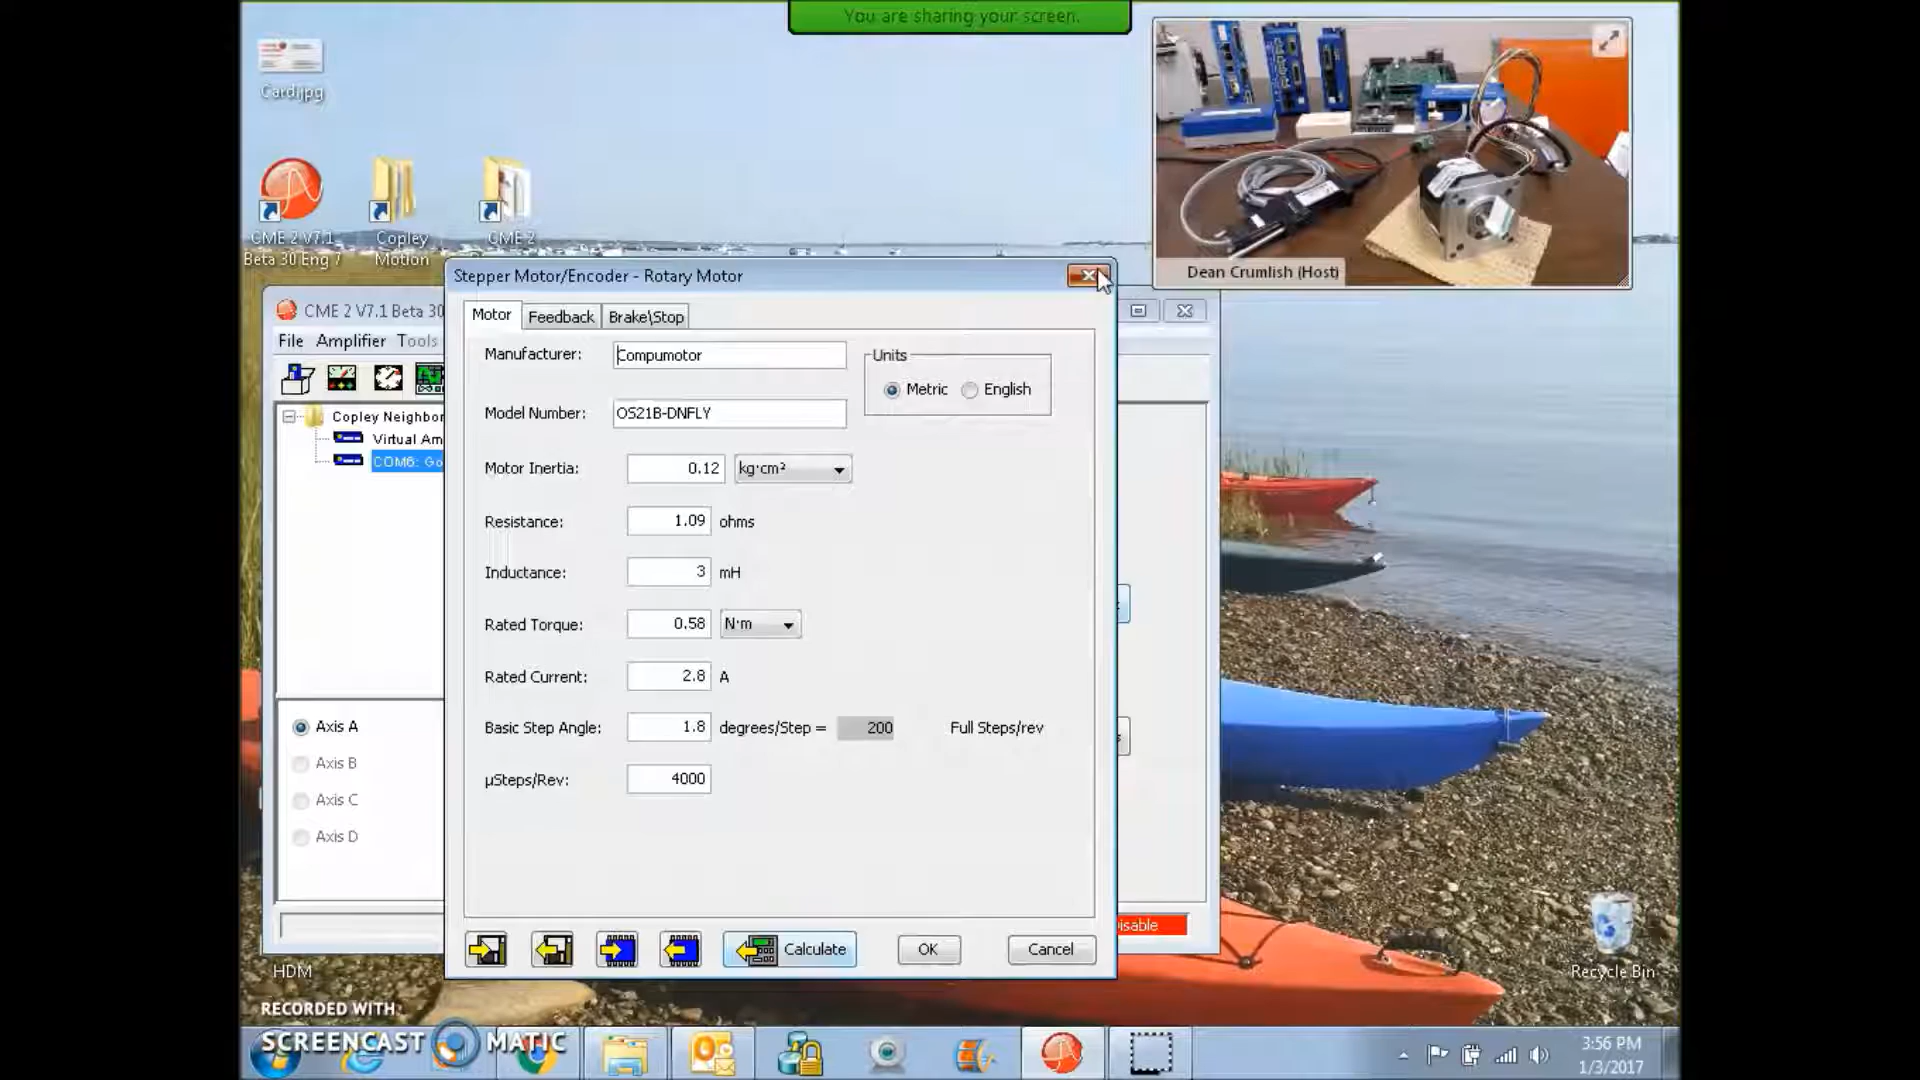 You are sharing your screen.
Card.jpg
CME 2 V7.1
Beta 30 Eng 7
Copley
Motion
CME 2
Dean Crumlish (Host)
Stepper Motor/Encoder - Rotary Motor
CME 2 V7.1 Beta 30
File Amplifier Tools
Motor Feedback Brake\Stop
Manufacturer: Compumotor
Units
Metric English
Model Number: OS21B-DNFLY
Copley Neighbor
Virtual Am
COM6: Go
Motor Inertia: 0.12 kg·cm²
Resistance: 1.09 ohms
Inductance: 3 mH
Rated Torque: 0.58 N·m
Rated Current: 2.8 A
Basic Step Angle: 1.8 degrees/Step = 200 Full Steps/rev
µSteps/Rev: 4000
Axis A
Axis B
Axis C
Axis D
isable
Calculate OK Cancel
HDM
Recycle Bin
RECORDED WITH
SCREENCAST MATIC
3:56 PM
1/3/2017